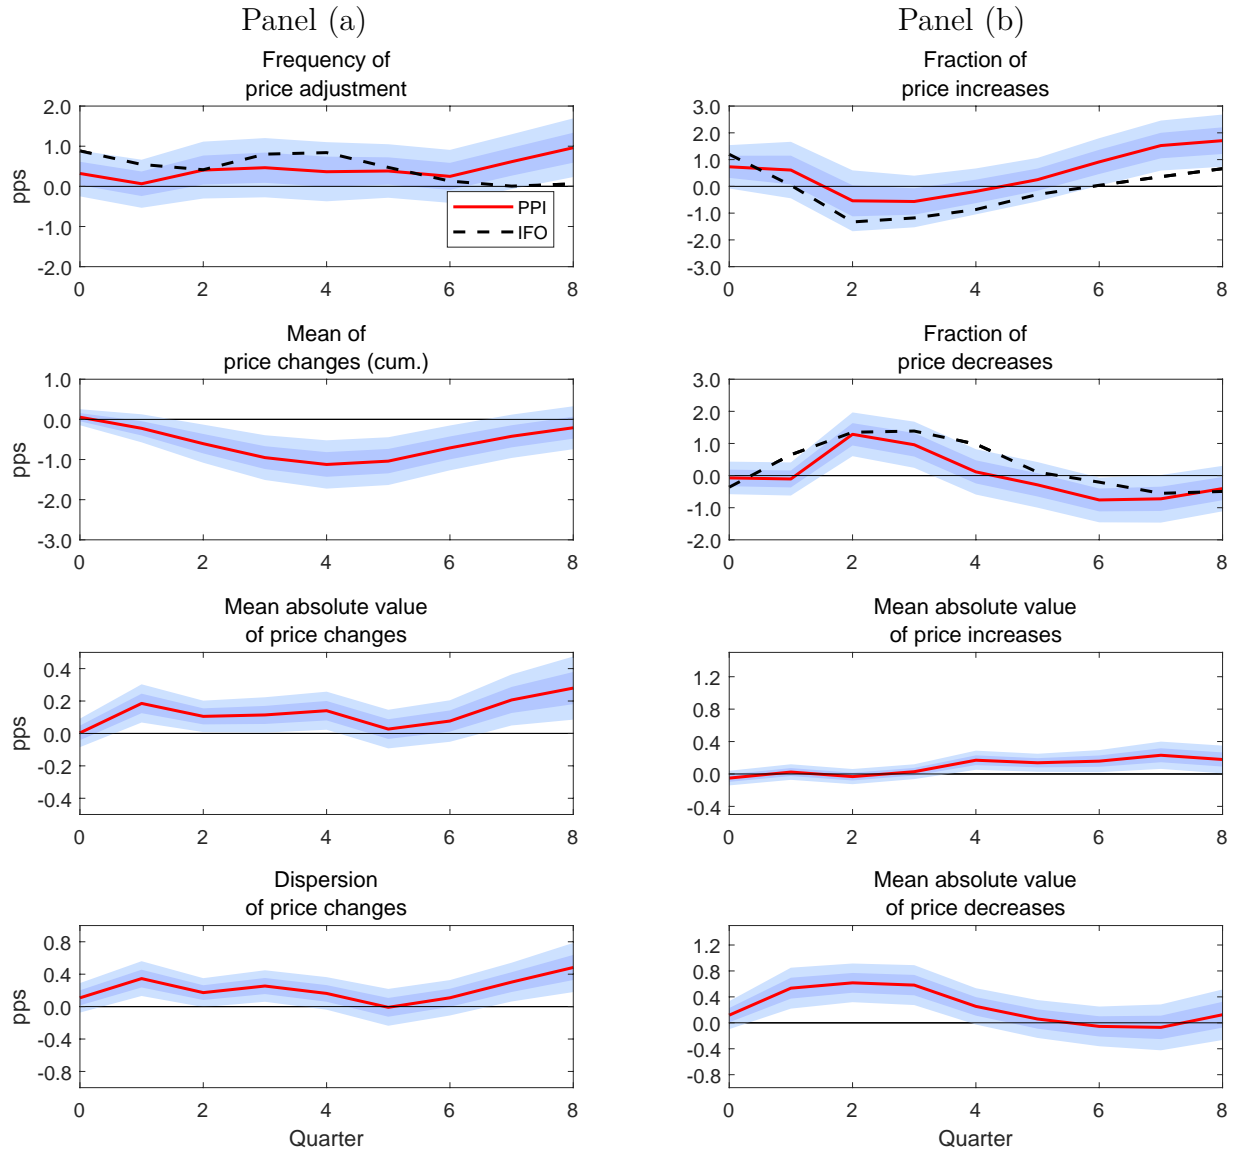 Panel (a)
Panel (b)
Frequency of
price adjustment
2.0
1.0
0.0
-1.0
-2.0
pps
PPI
IFO
0 2 4 6 8
Fraction of
price increases
3.0
2.0
1.0
0.0
-1.0
-2.0
-3.0
0 2 4 6 8
Mean of
price changes (cum.)
1.0
0.0
-1.0
-3.0
pps
0 2 4 6 8
Fraction of
price decreases
3.0
1.0
0.0
-1.0
-2.0
0 2 4 6 8
Mean absolute value
of price changes
0.4
0.2
0.0
-0.2
-0.4
pps
0 2 4 6 8
Mean absolute value
of price increases
1.2
0.8
0.4
0.0
-0.4
0 2 4 6 8
Dispersion
of price changes
0.8
0.4
0.0
-0.4
-0.8
pps
0 2 4 6 8
Quarter
Mean absolute value
of price decreases
1.2
0.8
0.4
0.0
-0.4
-0.8
0 2 4 6 8
Quarter